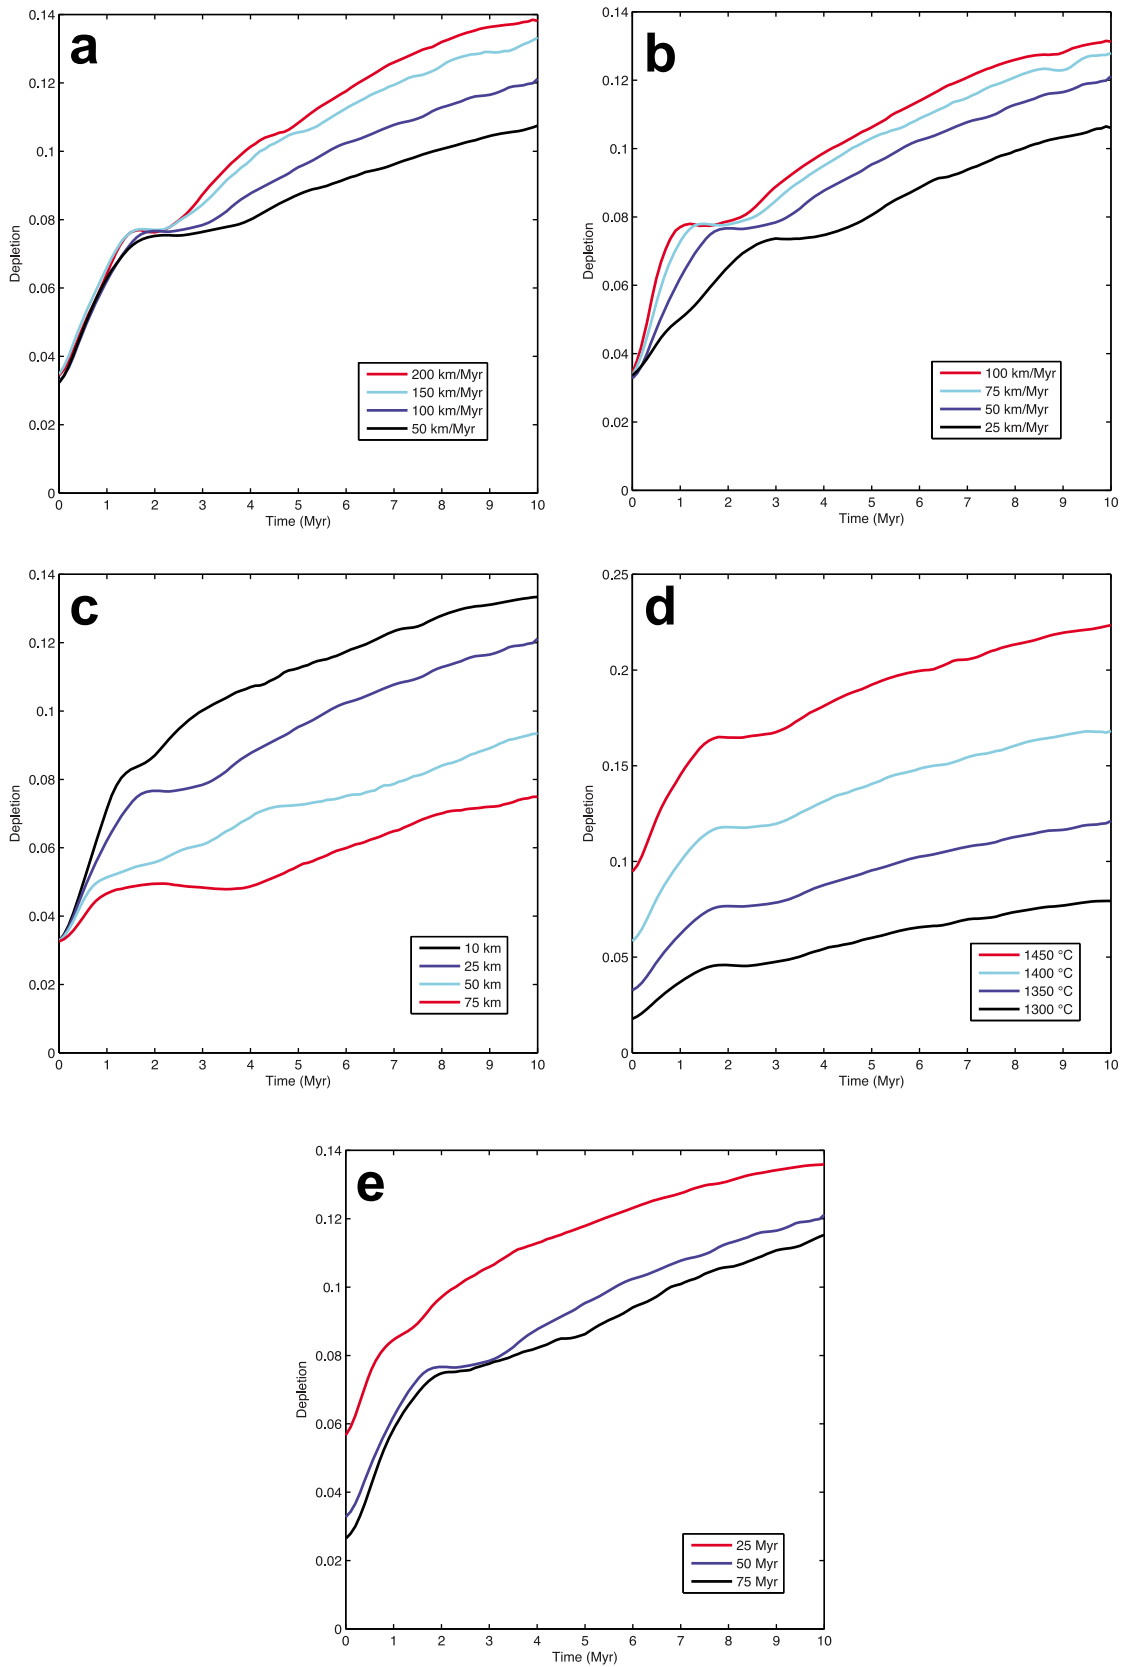 a
0.14
0.12
0.1
0.08
0.06
0.04
0.02
0
Depletion
0 1 2 3 4 5 6 7 8 9 10
Time (Myr)
200 km/Myr
150 km/Myr
100 km/Myr
50 km/Myr
b
0.14
0.12
0.1
0.08
0.06
0.04
0.02
0
Depletion
0 1 2 3 4 5 6 7 8 9 10
Time (Myr)
100 km/Myr
75 km/Myr
50 km/Myr
25 km/Myr
c
0.14
0.12
0.1
0.08
0.06
0.04
0.02
0
Depletion
0 1 2 3 4 5 6 7 8 9 10
Time (Myr)
10 km
25 km
50 km
75 km
d
0.25
0.2
0.15
0.1
0.05
0
Depletion
0 1 2 3 4 5 6 7 8 9 10
Time (Myr)
1450 °C
1400 °C
1350 °C
1300 °C
e
0.14
0.12
0.1
0.08
0.06
0.04
0.02
0
Depletion
0 1 2 3 4 5 6 7 8 9 10
Time (Myr)
25 Myr
50 Myr
75 Myr